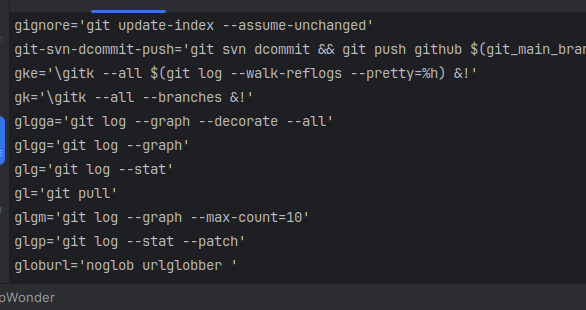 gignore='git update-index --assume-unchanged'
git-svn-dcommit-push='git svn dcommit && git push github $(git_main_bran
gke='\gitk --all $(git log --walk-reflogs --pretty=%h) &!'
gk='\gitk --all --branches &!'
glgga='git log --graph --decorate --all'
glgg='git log --graph'
glg='git log --stat'
gl='git pull'
glgm='git log --graph --max-count=10'
glgp='git log --stat --patch'
globurl='noglob urlglobber '
pWonder